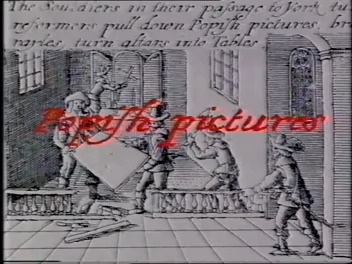 The Souldiers in their passage to York tu
reformers pull down Popish pictures, br
rayles, turn altars into Tables
Popish pictures